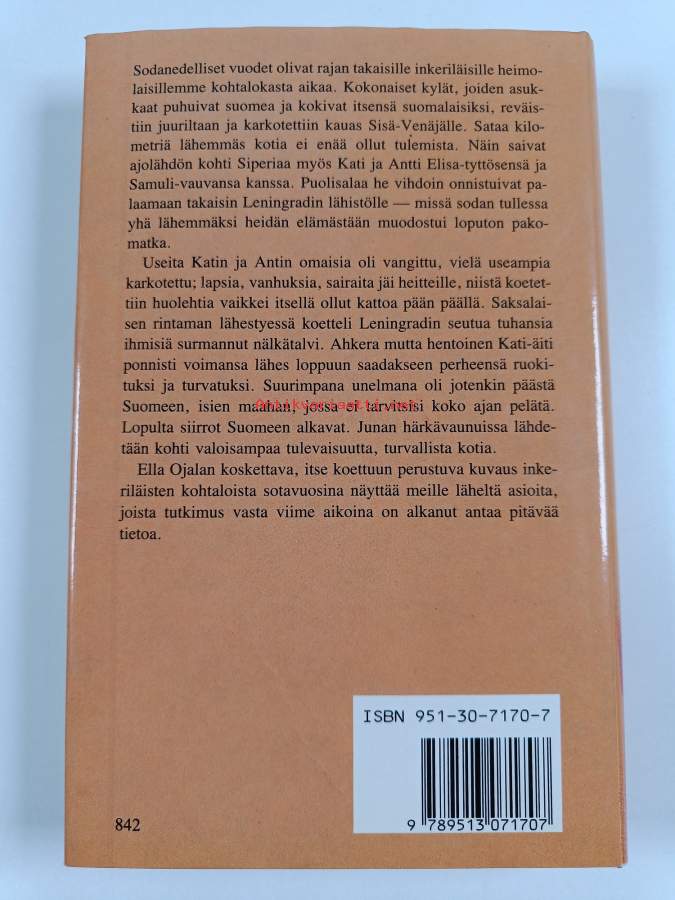 Sodanedelliset vuodet olivat rajan takaisille inkeriläisille heimo-
laisillemme kohtalokasta aikaa. Kokonaiset kylät, joiden asuk-
kaat puhuivat suomea ja kokivat itsensä suomalaisiksi, reväis-
tiin juuriltaan ja karkotettiin kauas Sisä-Venäjälle. Sataa kilo-
metriä lähemmäs kotia ei enää ollut tulemista. Näin saivat
ajolähdön kohti Siperiaa myös Kati ja Antti Elisa-tyttösensä ja
Samuli-vauvansa kanssa. Puolisalaa he vihdoin onnistuivat pa-
laamaan takaisin Leningradin lähistölle — missä sodan tullessa
yhä lähemmäksi heidän elämästään muodostui loputon pako-
matka.
Useita Katin ja Antin omaisia oli vangittu, vielä useampia
karkotettu; lapsia, vanhuksia, sairaita jäi heitteille, niistä koetet-
tiin huolehtia vaikkei itsellä ollut kattoa pään päällä. Saksalai-
sen rintaman lähestyessä koetteli Leningradin seutua tuhansia
ihmisiä surmannut nälkätalvi. Ahkera mutta hentoinen Kati-äiti
ponnisti voimansa lähes loppuun saadakseen perheensä ruoki-
tuksi ja turvatuksi. Suurimpana unelmana oli jotenkin päästä
Antikvariaatti.net
Suomeen, isien maahan, jossa ei tarvitsisi koko ajan pelätä.
Lopulta siirrot Suomeen alkavat. Junan härkävaunuissa lähde-
tään kohti valoisampaa tulevaisuutta, turvallista kotia.
Ella Ojalan koskettava, itse koettuun perustuva kuvaus inke-
riläisten kohtaloista sotavuosina näyttää meille läheltä asioita,
joista tutkimus vasta viime aikoina on alkanut antaa pitävää
tietoa.
ISBN 951-30-7170-7
9 789513 071707
842